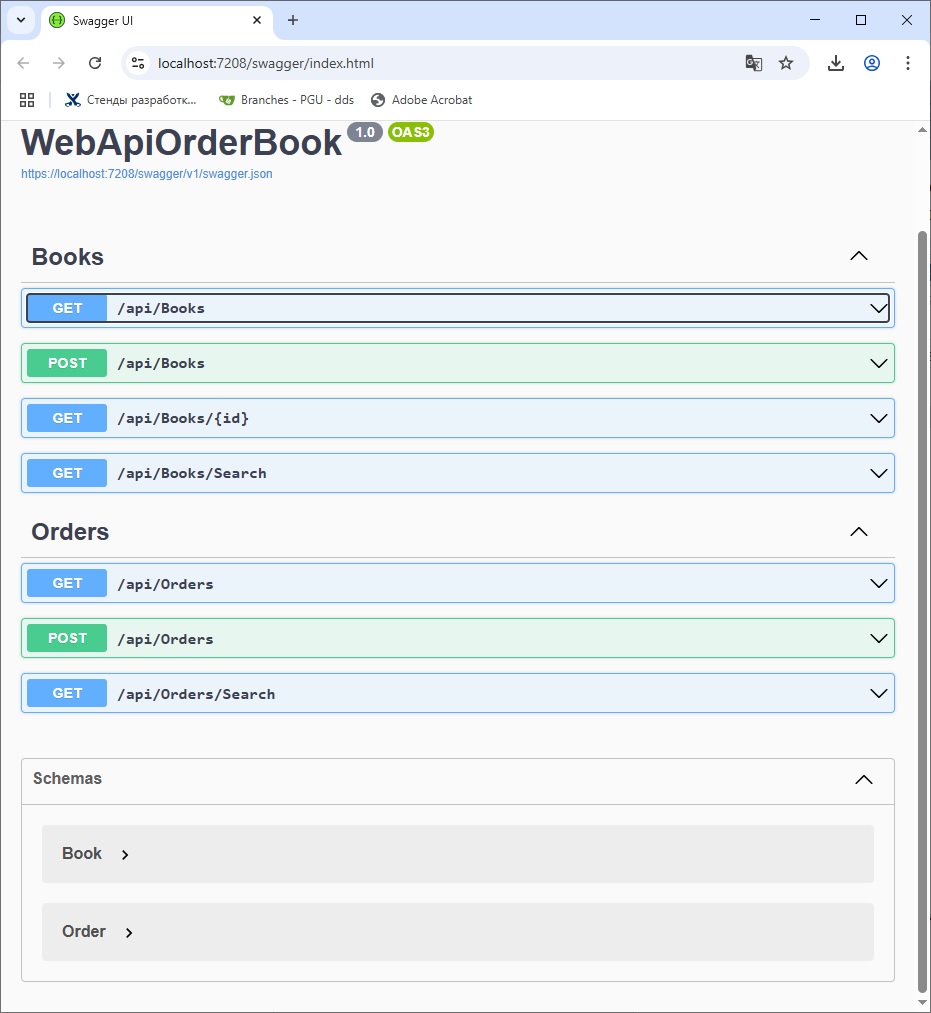 Swagger UI
localhost:7208/swagger/index.html
Стенды разработк...
Branches - PGU - dds
Adobe Acrobat
WebApiOrderBook 1.0 OAS3
https://localhost:7208/swagger/v1/swagger.json
Books
GET /api/Books
POST /api/Books
GET /api/Books/{id}
GET /api/Books/Search
Orders
GET /api/Orders
POST /api/Orders
GET /api/Orders/Search
Schemas
Book
Order